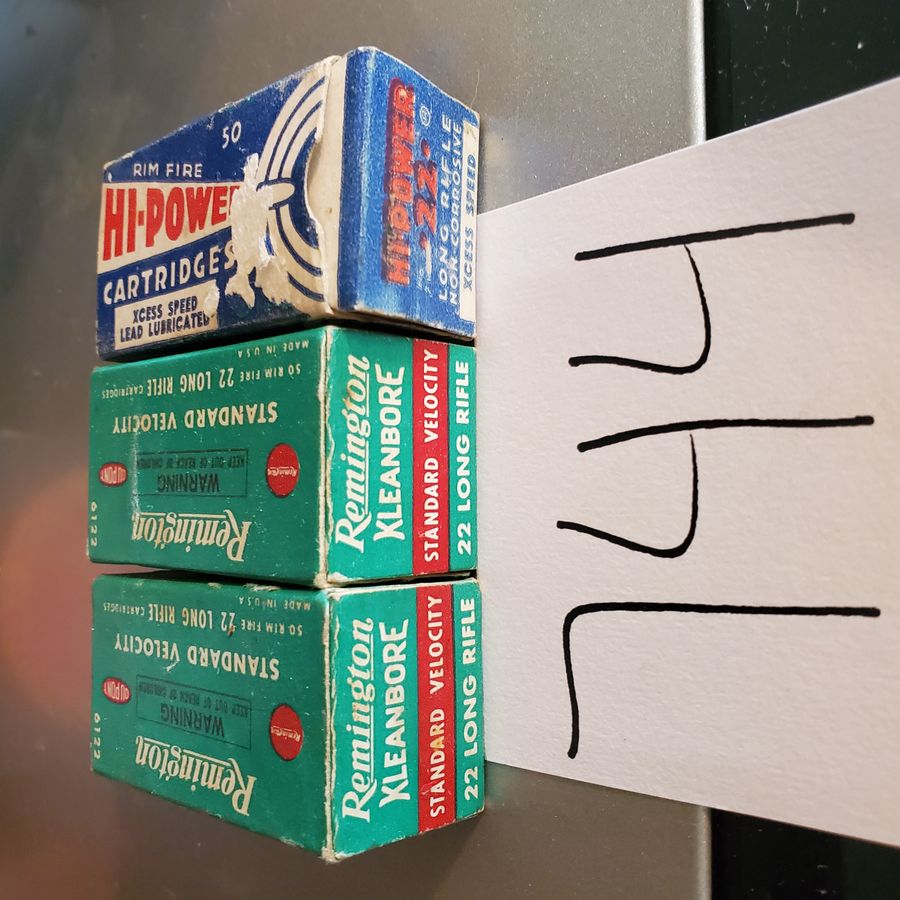 50
RIM FIRE
HI-POWER
CARTRIDGES
XCESS SPEED
LEAD LUBRICATED
HI-POWER
.22.
LONG RIFLE
NON-CORROSIVE
XCESS SPEED
Remington
KLEANBORE
STANDARD VELOCITY
22 LONG RIFLE
Remington
WARNING
KEEP OUT OF REACH OF CHILDREN
DU PONT
6122
STANDARD VELOCITY
50 RIM FIRE 22 LONG RIFLE CARTRIDGES
MADE IN U.S.A
Remington
Remington
KLEANBORE
STANDARD VELOCITY
22 LONG RIFLE
Remington
WARNING
KEEP OUT OF REACH OF CHILDREN
DU PONT
6122
STANDARD VELOCITY
50 RIM FIRE 22 LONG RIFLE CARTRIDGES
MADE IN U.S.A
744